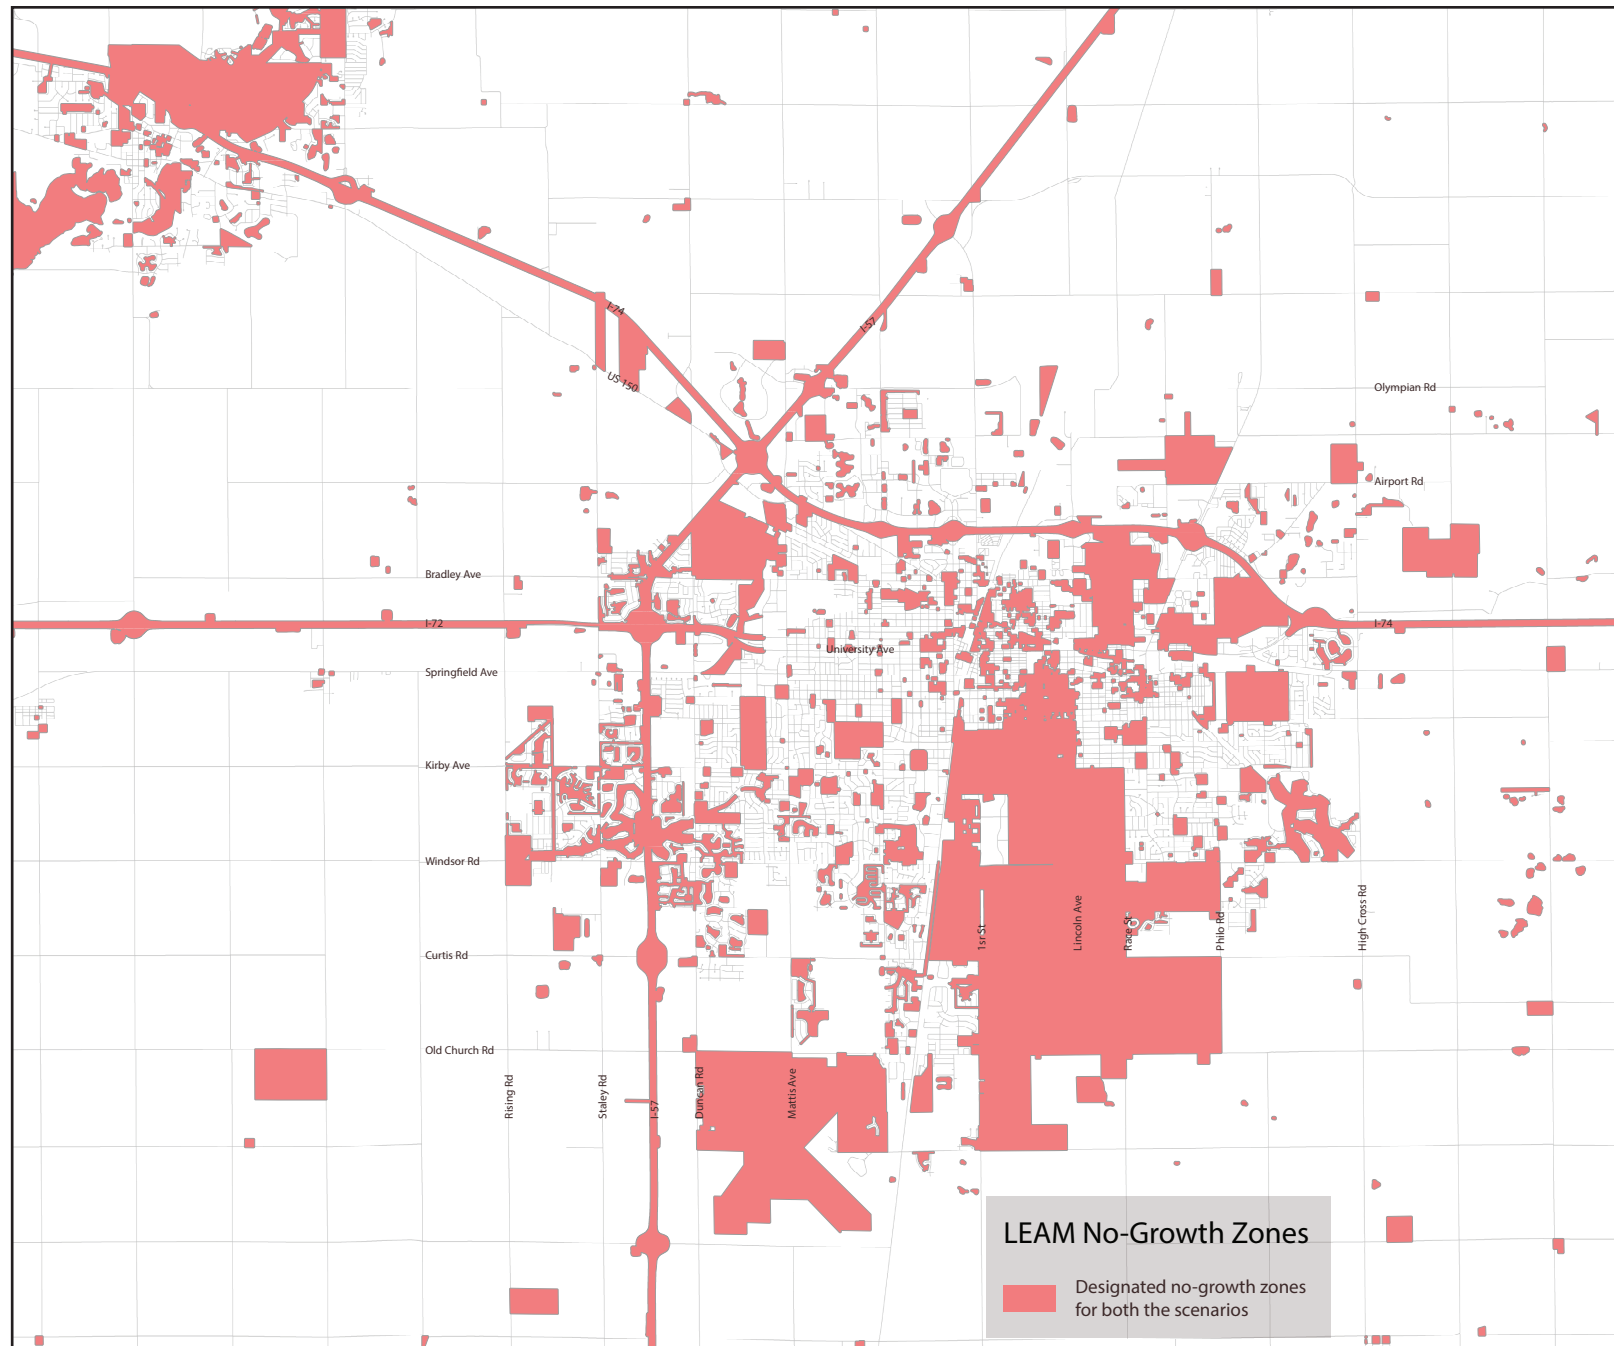 I-74
I-57
US 150
Olympian Rd
Airport Rd
Bradley Ave
I-72
I-74
University Ave
Springfield Ave
Kirby Ave
Windsor Rd
1sr St
Lincoln Ave
Race St
Philo Rd
High Cross Rd
Curtis Rd
Old Church Rd
Rising Rd
Staley Rd
I-57
Duncan Rd
Mattis Ave
LEAM No-Growth Zones
Designated no-growth zones
for both the scenarios